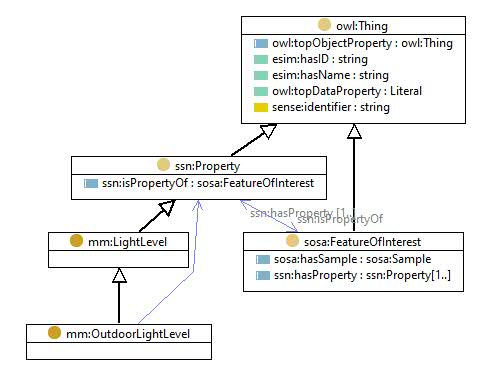 owl:Thing
owl:topObjectProperty : owl:Thing
esim:hasID : string
esim:hasName : string
owl:topDataProperty : Literal
sense:identifier : string
ssn:Property
ssn:isPropertyOf : sosa:FeatureOfInterest
ssn:hasProperty [1..]
ssn:isPropertyOf
mm:LightLevel
sosa:FeatureOfInterest
sosa:hasSample : sosa:Sample
ssn:hasProperty : ssn:Property[1..]
mm:OutdoorLightLevel